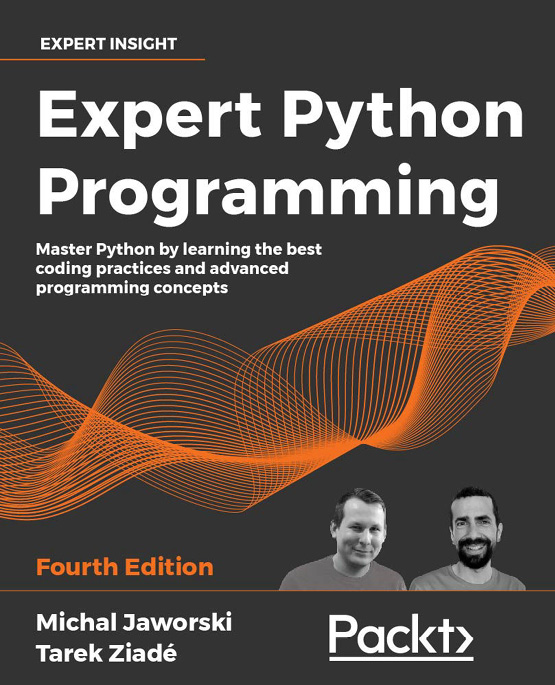 EXPERT INSIGHT
Expert Python
Programming
Master Python by learning the best
coding practices and advanced
programming concepts
Fourth Edition
Michal Jaworski
Tarek Ziadé
Packt